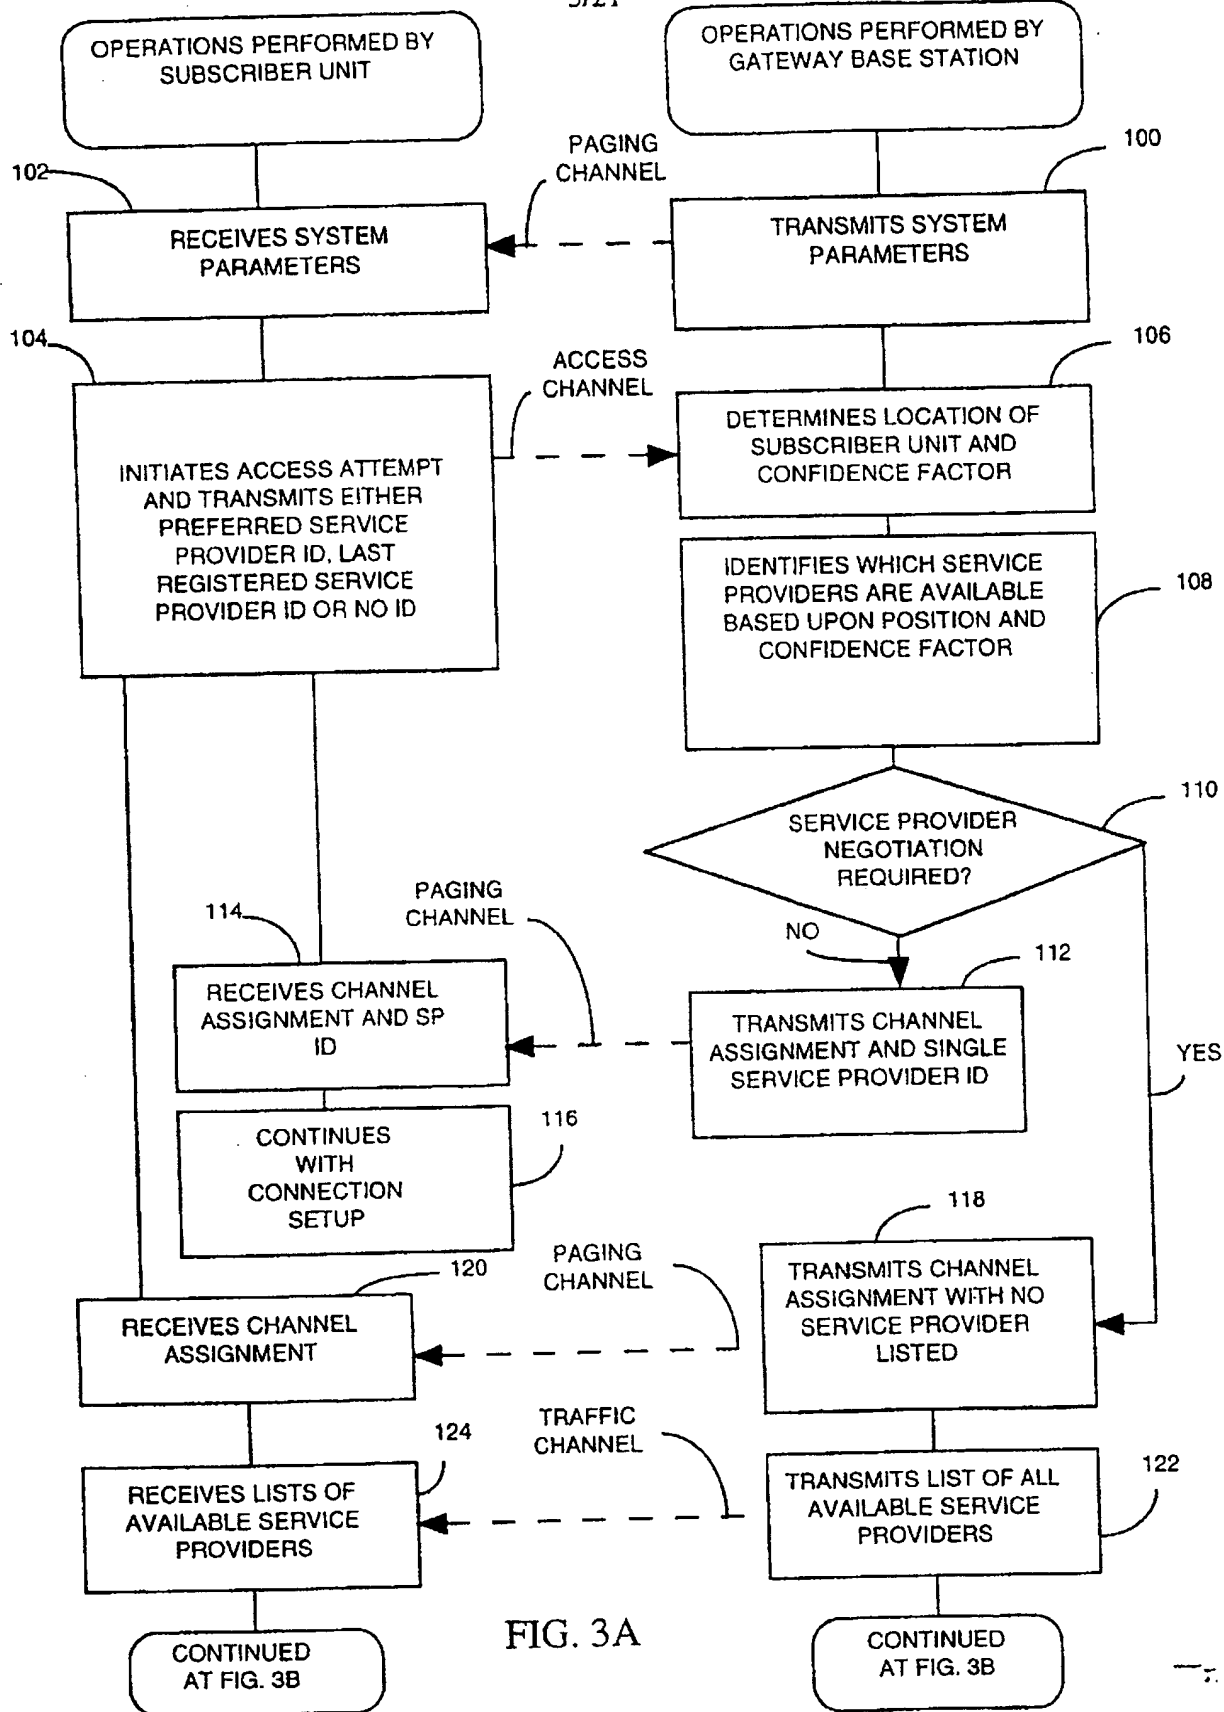 OPERATIONS PERFORMED BY
SUBSCRIBER UNIT
OPERATIONS PERFORMED BY
GATEWAY BASE STATION
PAGING
CHANNEL
100
102
RECEIVES SYSTEM
PARAMETERS
TRANSMITS SYSTEM
PARAMETERS
104
ACCESS
CHANNEL
106
INITIATES ACCESS ATTEMPT
AND TRANSMITS EITHER
PREFERRED SERVICE
PROVIDER ID, LAST
REGISTERED SERVICE
PROVIDER ID OR NO ID
DETERMINES LOCATION OF
SUBSCRIBER UNIT AND
CONFIDENCE FACTOR
IDENTIFIES WHICH SERVICE
PROVIDERS ARE AVAILABLE
BASED UPON POSITION AND
CONFIDENCE FACTOR
108
SERVICE PROVIDER
NEGOTIATION
REQUIRED?
110
NO
YES
PAGING
CHANNEL
114
112
RECEIVES CHANNEL
ASSIGNMENT AND SP
ID
TRANSMITS CHANNEL
ASSIGNMENT AND SINGLE
SERVICE PROVIDER ID
CONTINUES
WITH
CONNECTION
SETUP
116
118
PAGING
CHANNEL
120
TRANSMITS CHANNEL
ASSIGNMENT WITH NO
SERVICE PROVIDER
LISTED
RECEIVES CHANNEL
ASSIGNMENT
TRAFFIC
CHANNEL
124
122
RECEIVES LISTS OF
AVAILABLE SERVICE
PROVIDERS
TRANSMITS LIST OF ALL
AVAILABLE SERVICE
PROVIDERS
CONTINUED
AT FIG. 3B
FIG. 3A
CONTINUED
AT FIG. 3B